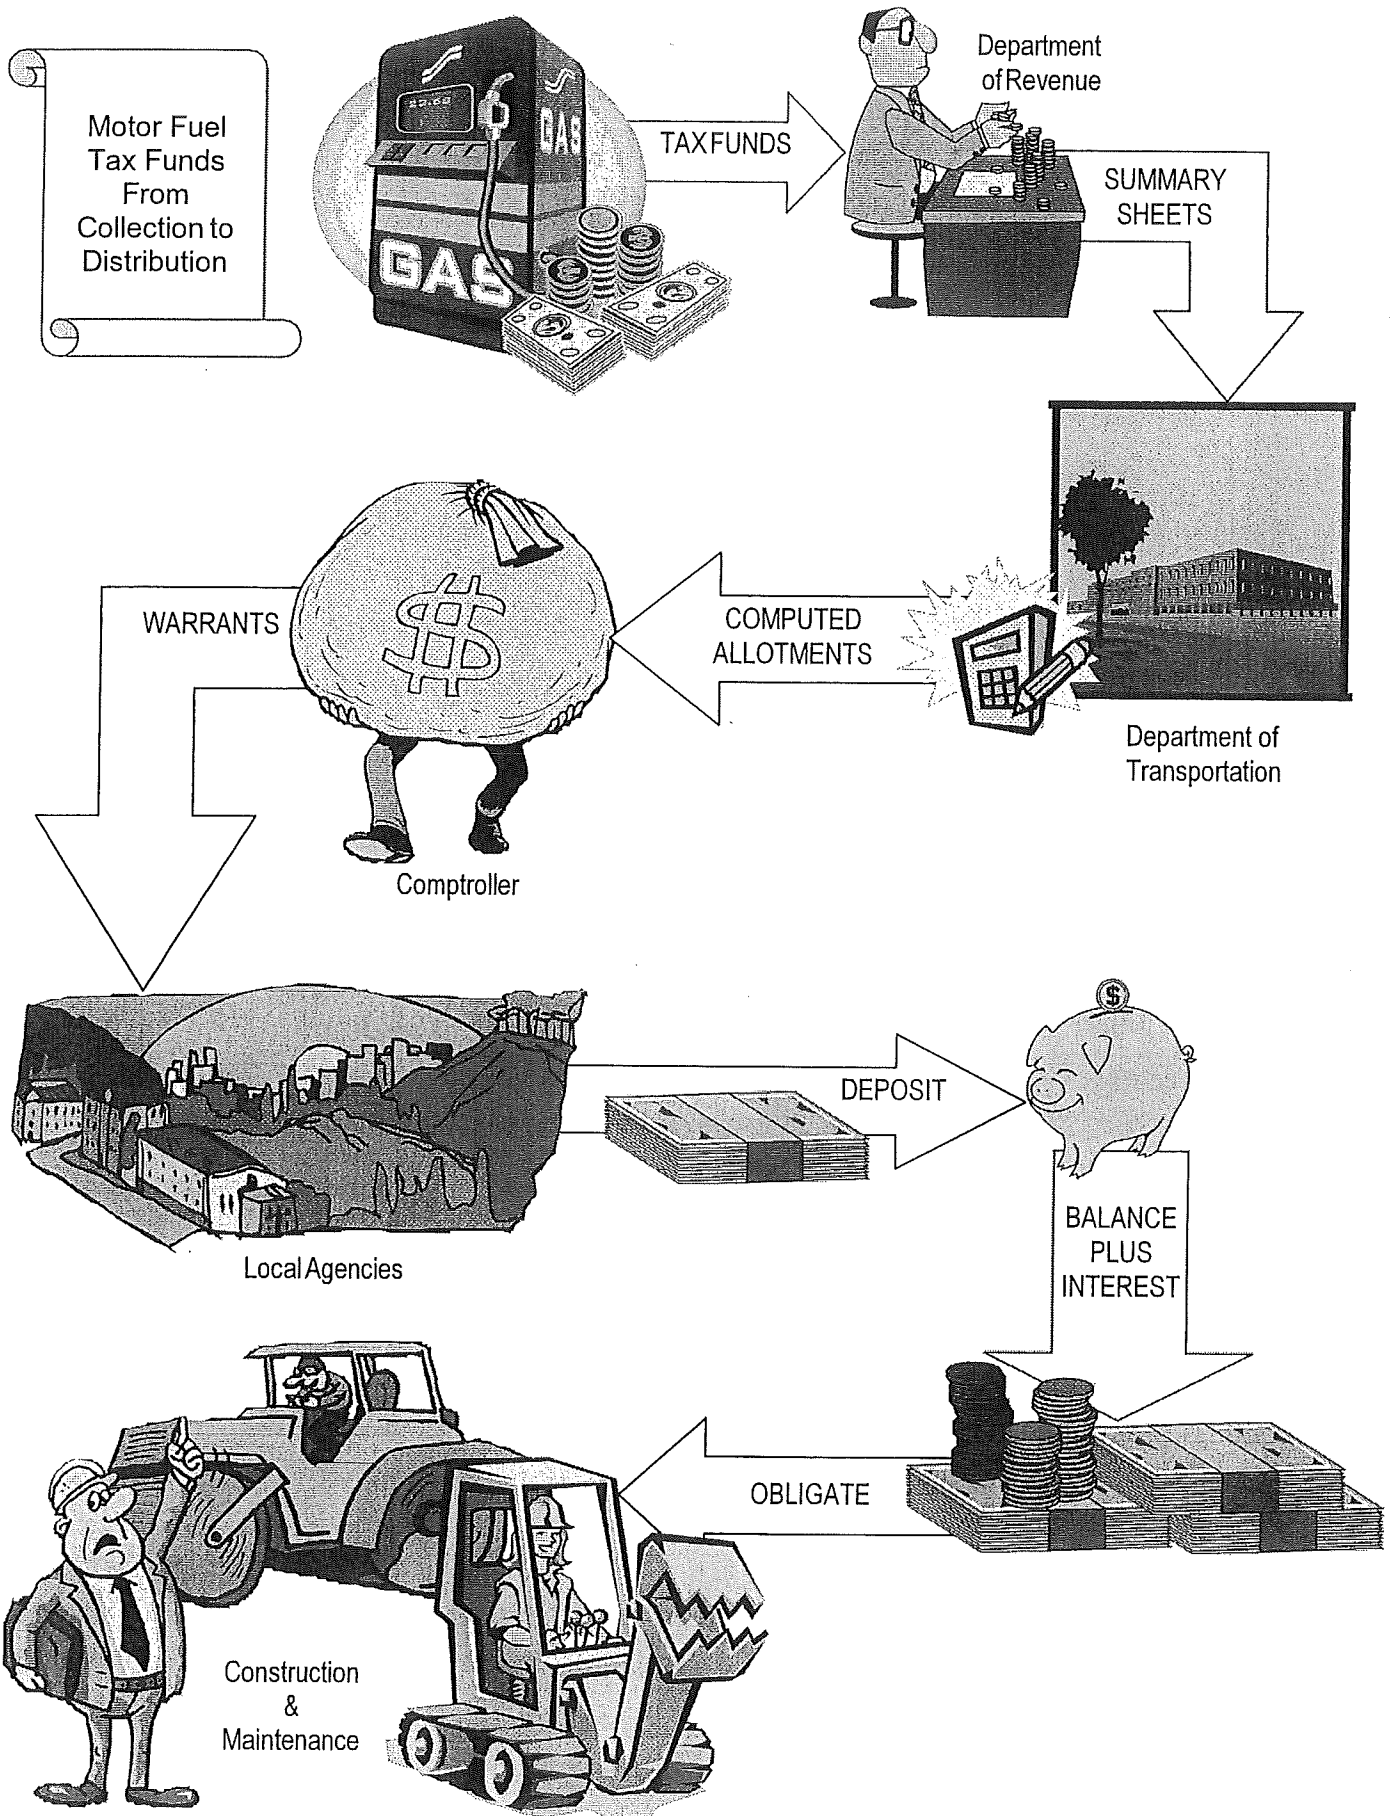 Motor Fuel
Tax Funds
From
Collection to
Distribution
GAS
GAS
TAX FUNDS
Department
of Revenue
SUMMARY
SHEETS
Department of
Transportation
COMPUTED
ALLOTMENTS
$
WARRANTS
Comptroller
Local Agencies
DEPOSIT
$
BALANCE
PLUS
INTEREST
OBLIGATE
Construction
&
Maintenance